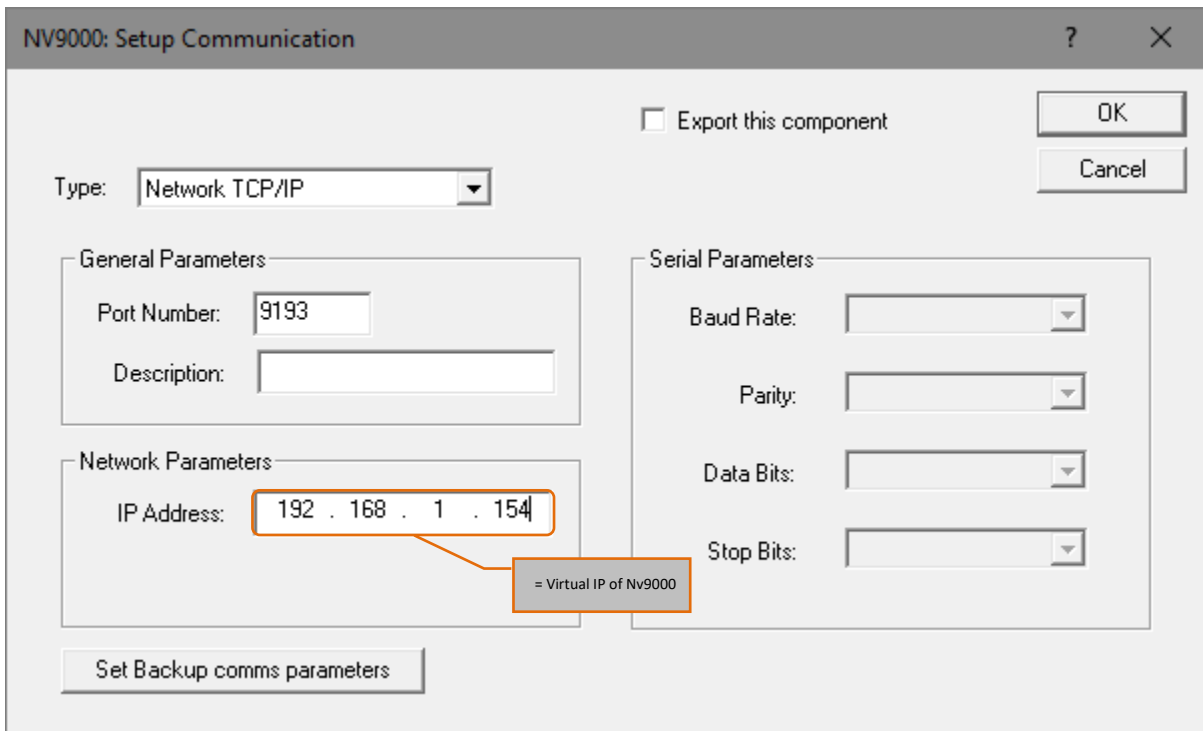 NV9000: Setup Communication ? ×
Export this component
OK
Cancel
Type: Network TCP/IP
General Parameters
Port Number: 9193
Description:
Network Parameters
IP Address: 192 . 168 . 1 . 154
= Virtual IP of Nv9000
Set Backup comms parameters
Serial Parameters
Baud Rate:
Parity:
Data Bits:
Stop Bits: